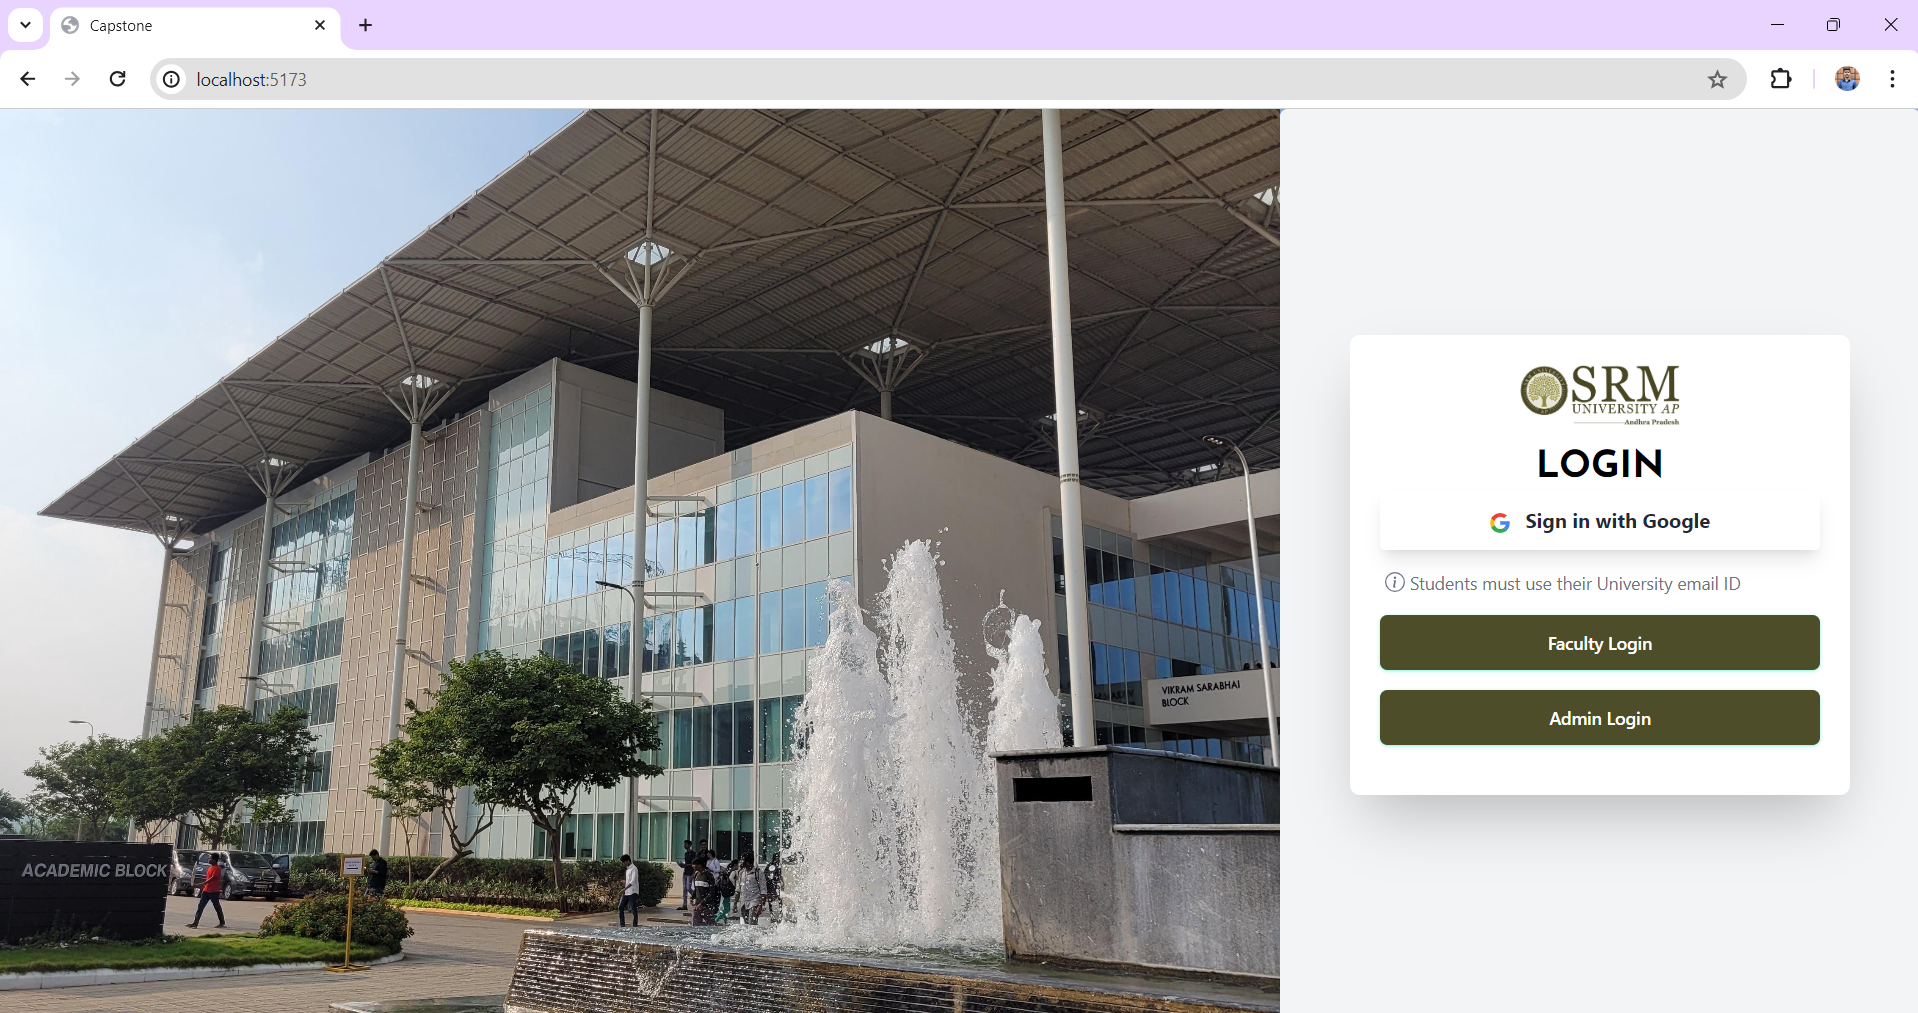 Capstone
localhost:5173
SRM
UNIVERSITY AP
Andhra Pradesh
LOGIN
Sign in with Google
Students must use their University email ID
Faculty Login
Admin Login
VIKRAM SARABHAI
BLOCK
ACADEMIC BLOCK